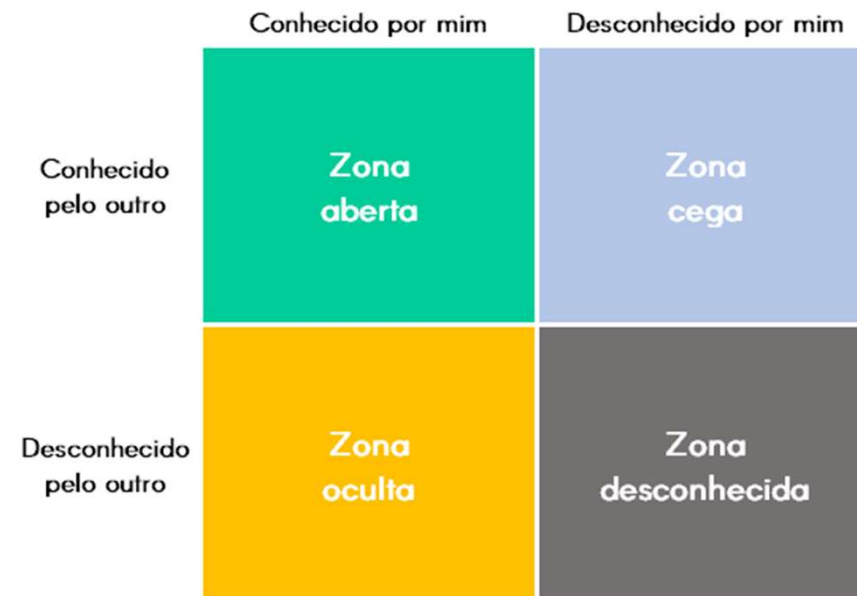 Conhecido por mim
Desconhecido por mim
Conhecido
pelo outro
Zona
aberta
Zona
cega
Desconhecido
pelo outro
Zona
oculta
Zona
desconhecida